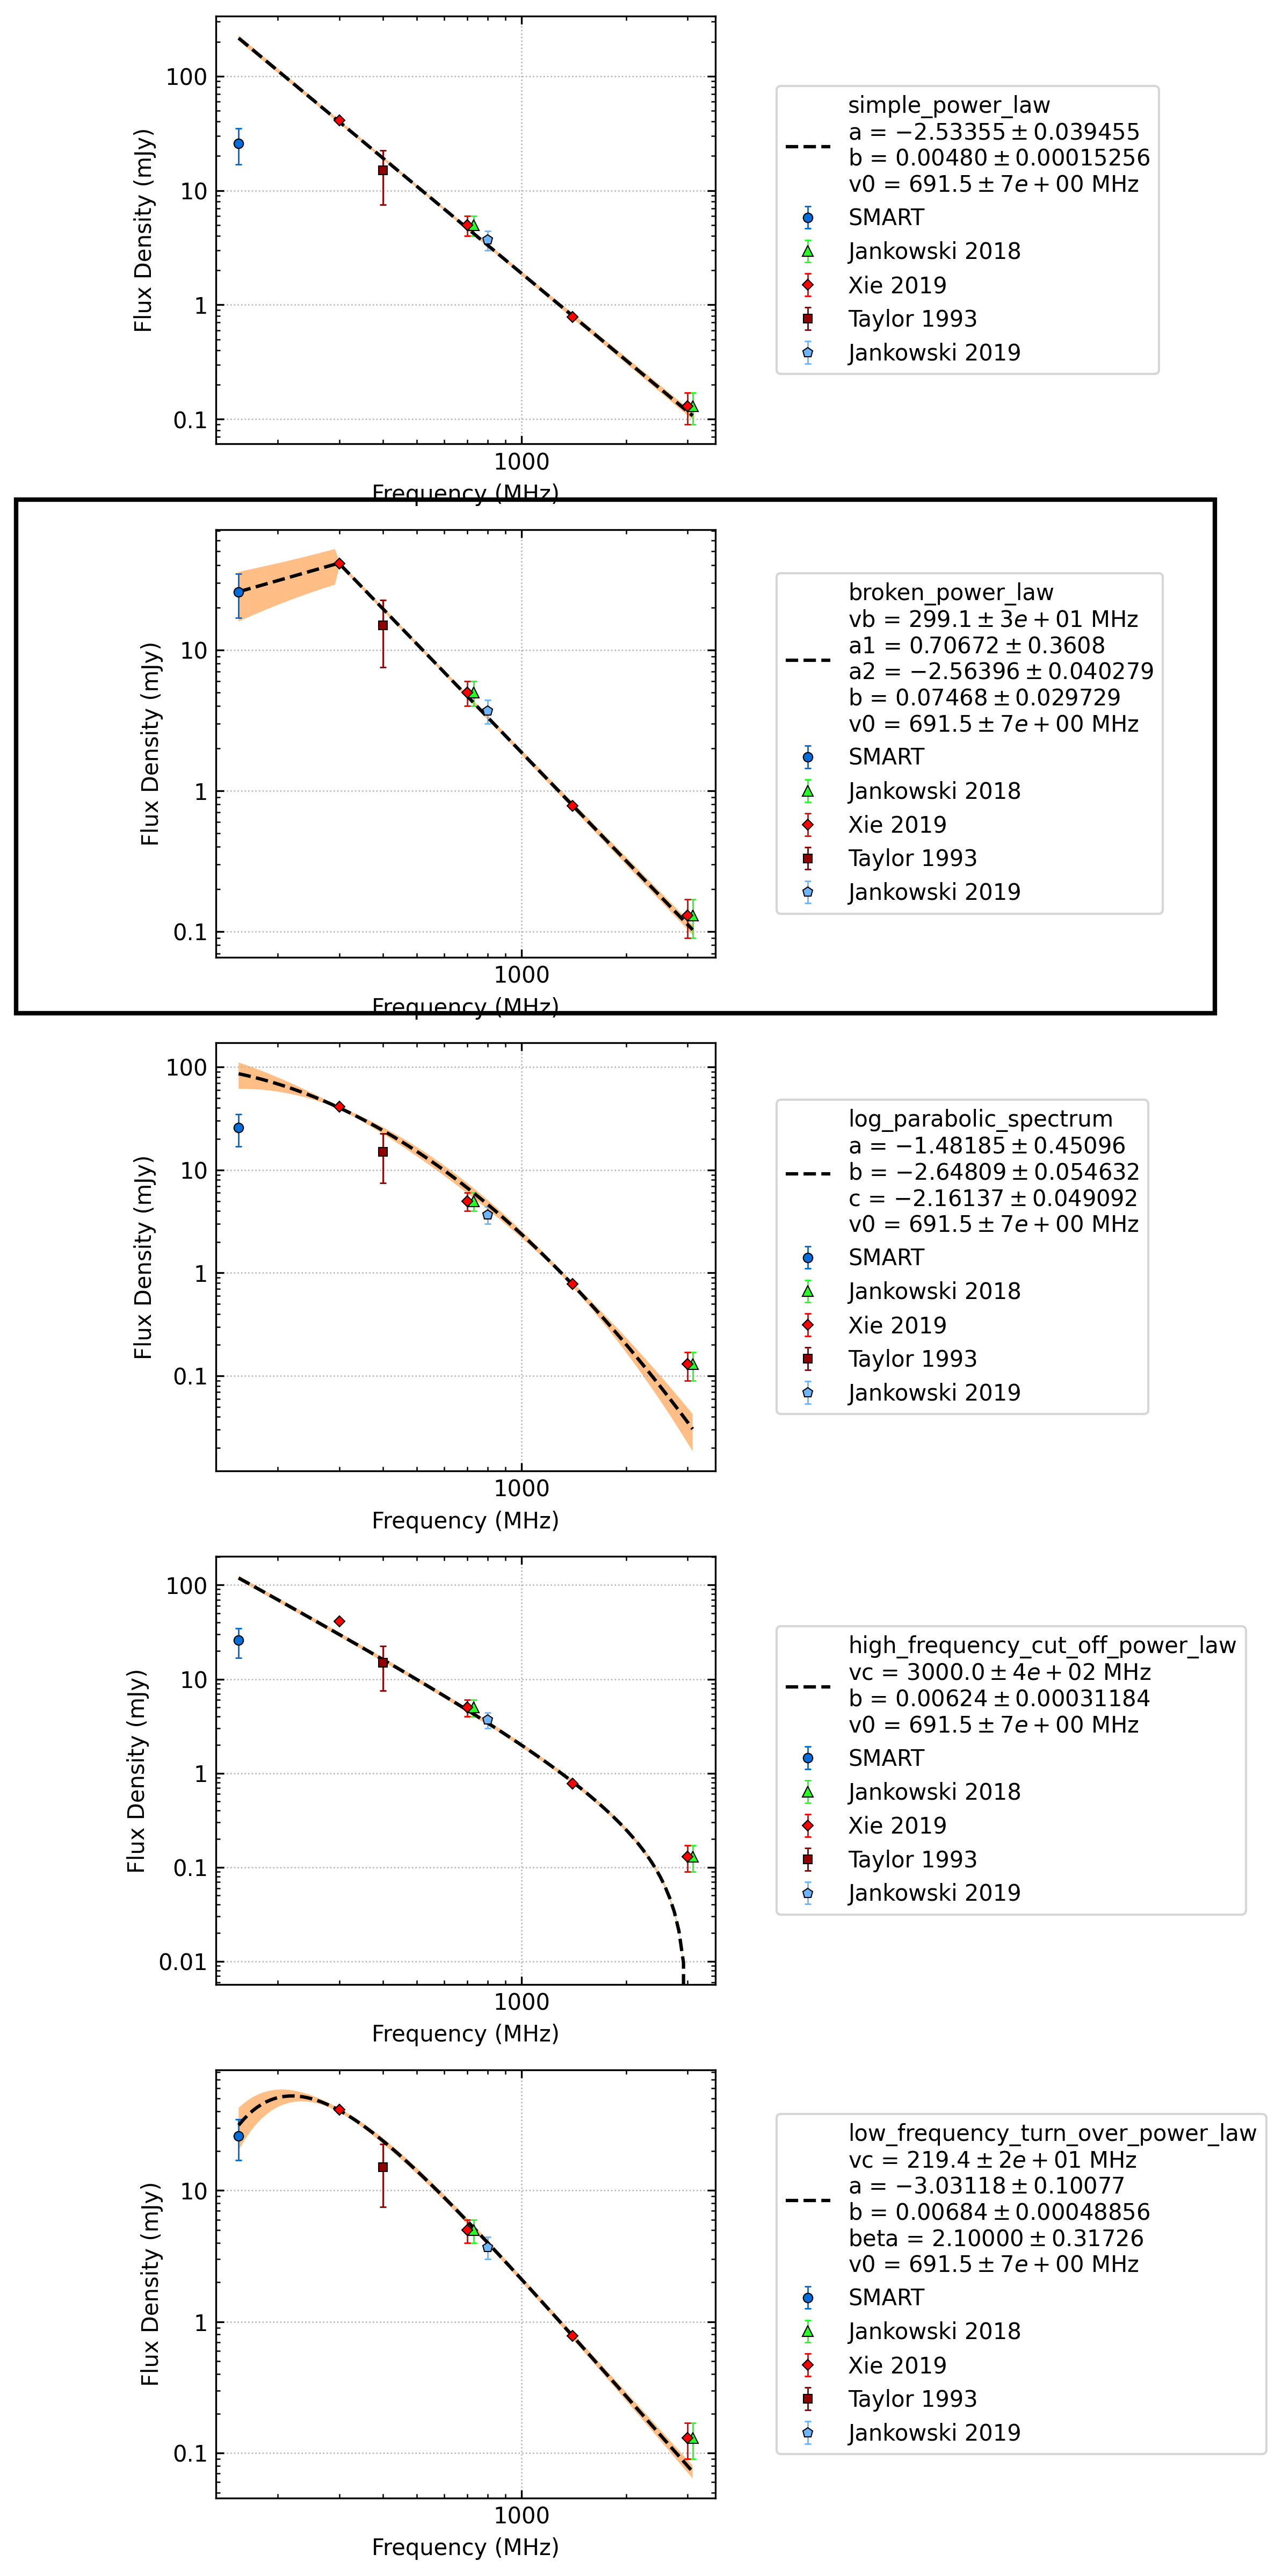 100
10
1
0.1
Flux Density (mJy)
1000
Frequency (MHz)
simple_power_law
a = −2.53355 ± 0.039455
b = 0.00480 ± 0.00015256
v0 = 691.5 ± 7e + 00 MHz
SMART
Jankowski 2018
Xie 2019
Taylor 1993
Jankowski 2019
10
1
0.1
Flux Density (mJy)
1000
Frequency (MHz)
broken_power_law
vb = 299.1 ± 3e + 01 MHz
a1 = 0.70672 ± 0.3608
a2 = −2.56396 ± 0.040279
b = 0.07468 ± 0.029729
v0 = 691.5 ± 7e + 00 MHz
SMART
Jankowski 2018
Xie 2019
Taylor 1993
Jankowski 2019
100
10
1
0.1
Flux Density (mJy)
1000
Frequency (MHz)
log_parabolic_spectrum
a = −1.48185 ± 0.45096
b = −2.64809 ± 0.054632
c = −2.16137 ± 0.049092
v0 = 691.5 ± 7e + 00 MHz
SMART
Jankowski 2018
Xie 2019
Taylor 1993
Jankowski 2019
100
10
1
0.1
0.01
Flux Density (mJy)
1000
Frequency (MHz)
high_frequency_cut_off_power_law
vc = 3000.0 ± 4e + 02 MHz
b = 0.00624 ± 0.00031184
v0 = 691.5 ± 7e + 00 MHz
SMART
Jankowski 2018
Xie 2019
Taylor 1993
Jankowski 2019
10
1
0.1
Flux Density (mJy)
1000
Frequency (MHz)
low_frequency_turn_over_power_law
vc = 219.4 ± 2e + 01 MHz
a = −3.03118 ± 0.10077
b = 0.00684 ± 0.00048856
beta = 2.10000 ± 0.31726
v0 = 691.5 ± 7e + 00 MHz
SMART
Jankowski 2018
Xie 2019
Taylor 1993
Jankowski 2019